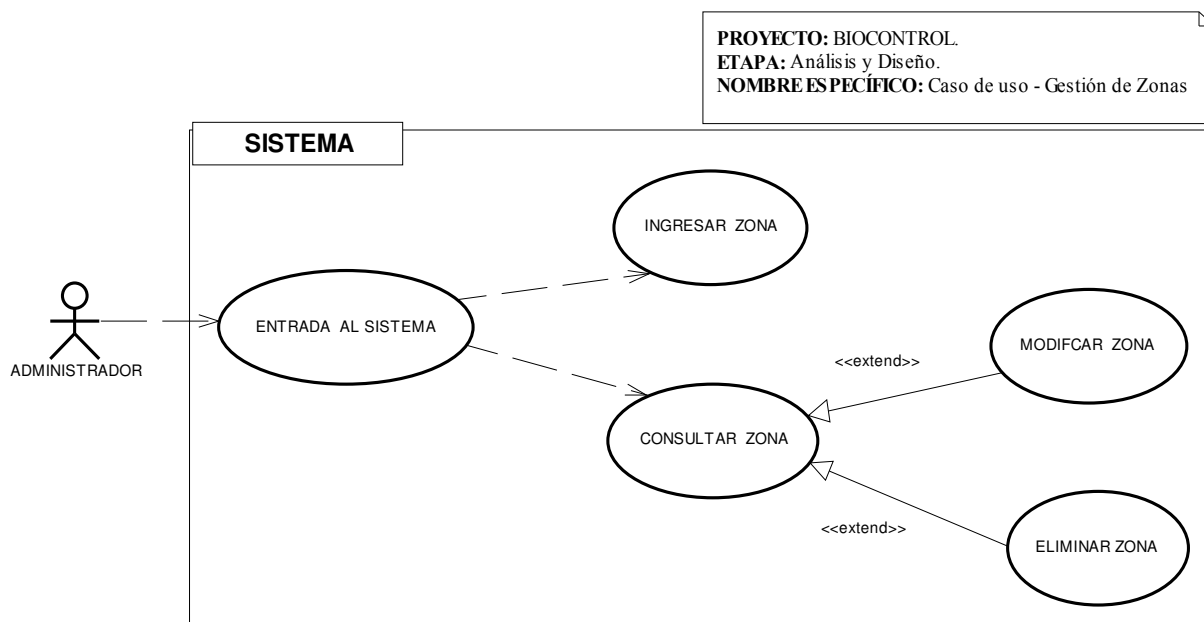 PROYECTO: BIOCONTROL.
ETAPA: Análisis y Diseño.
NOMBRE ESPECÍFICO: Caso de uso - Gestión de Zonas
SISTEMA
INGRESAR ZONA
ENTRADA AL SISTEMA
ADMINISTRADOR
MODIFCAR ZONA
<<extend>>
CONSULTAR ZONA
<<extend>>
ELIMINAR ZONA